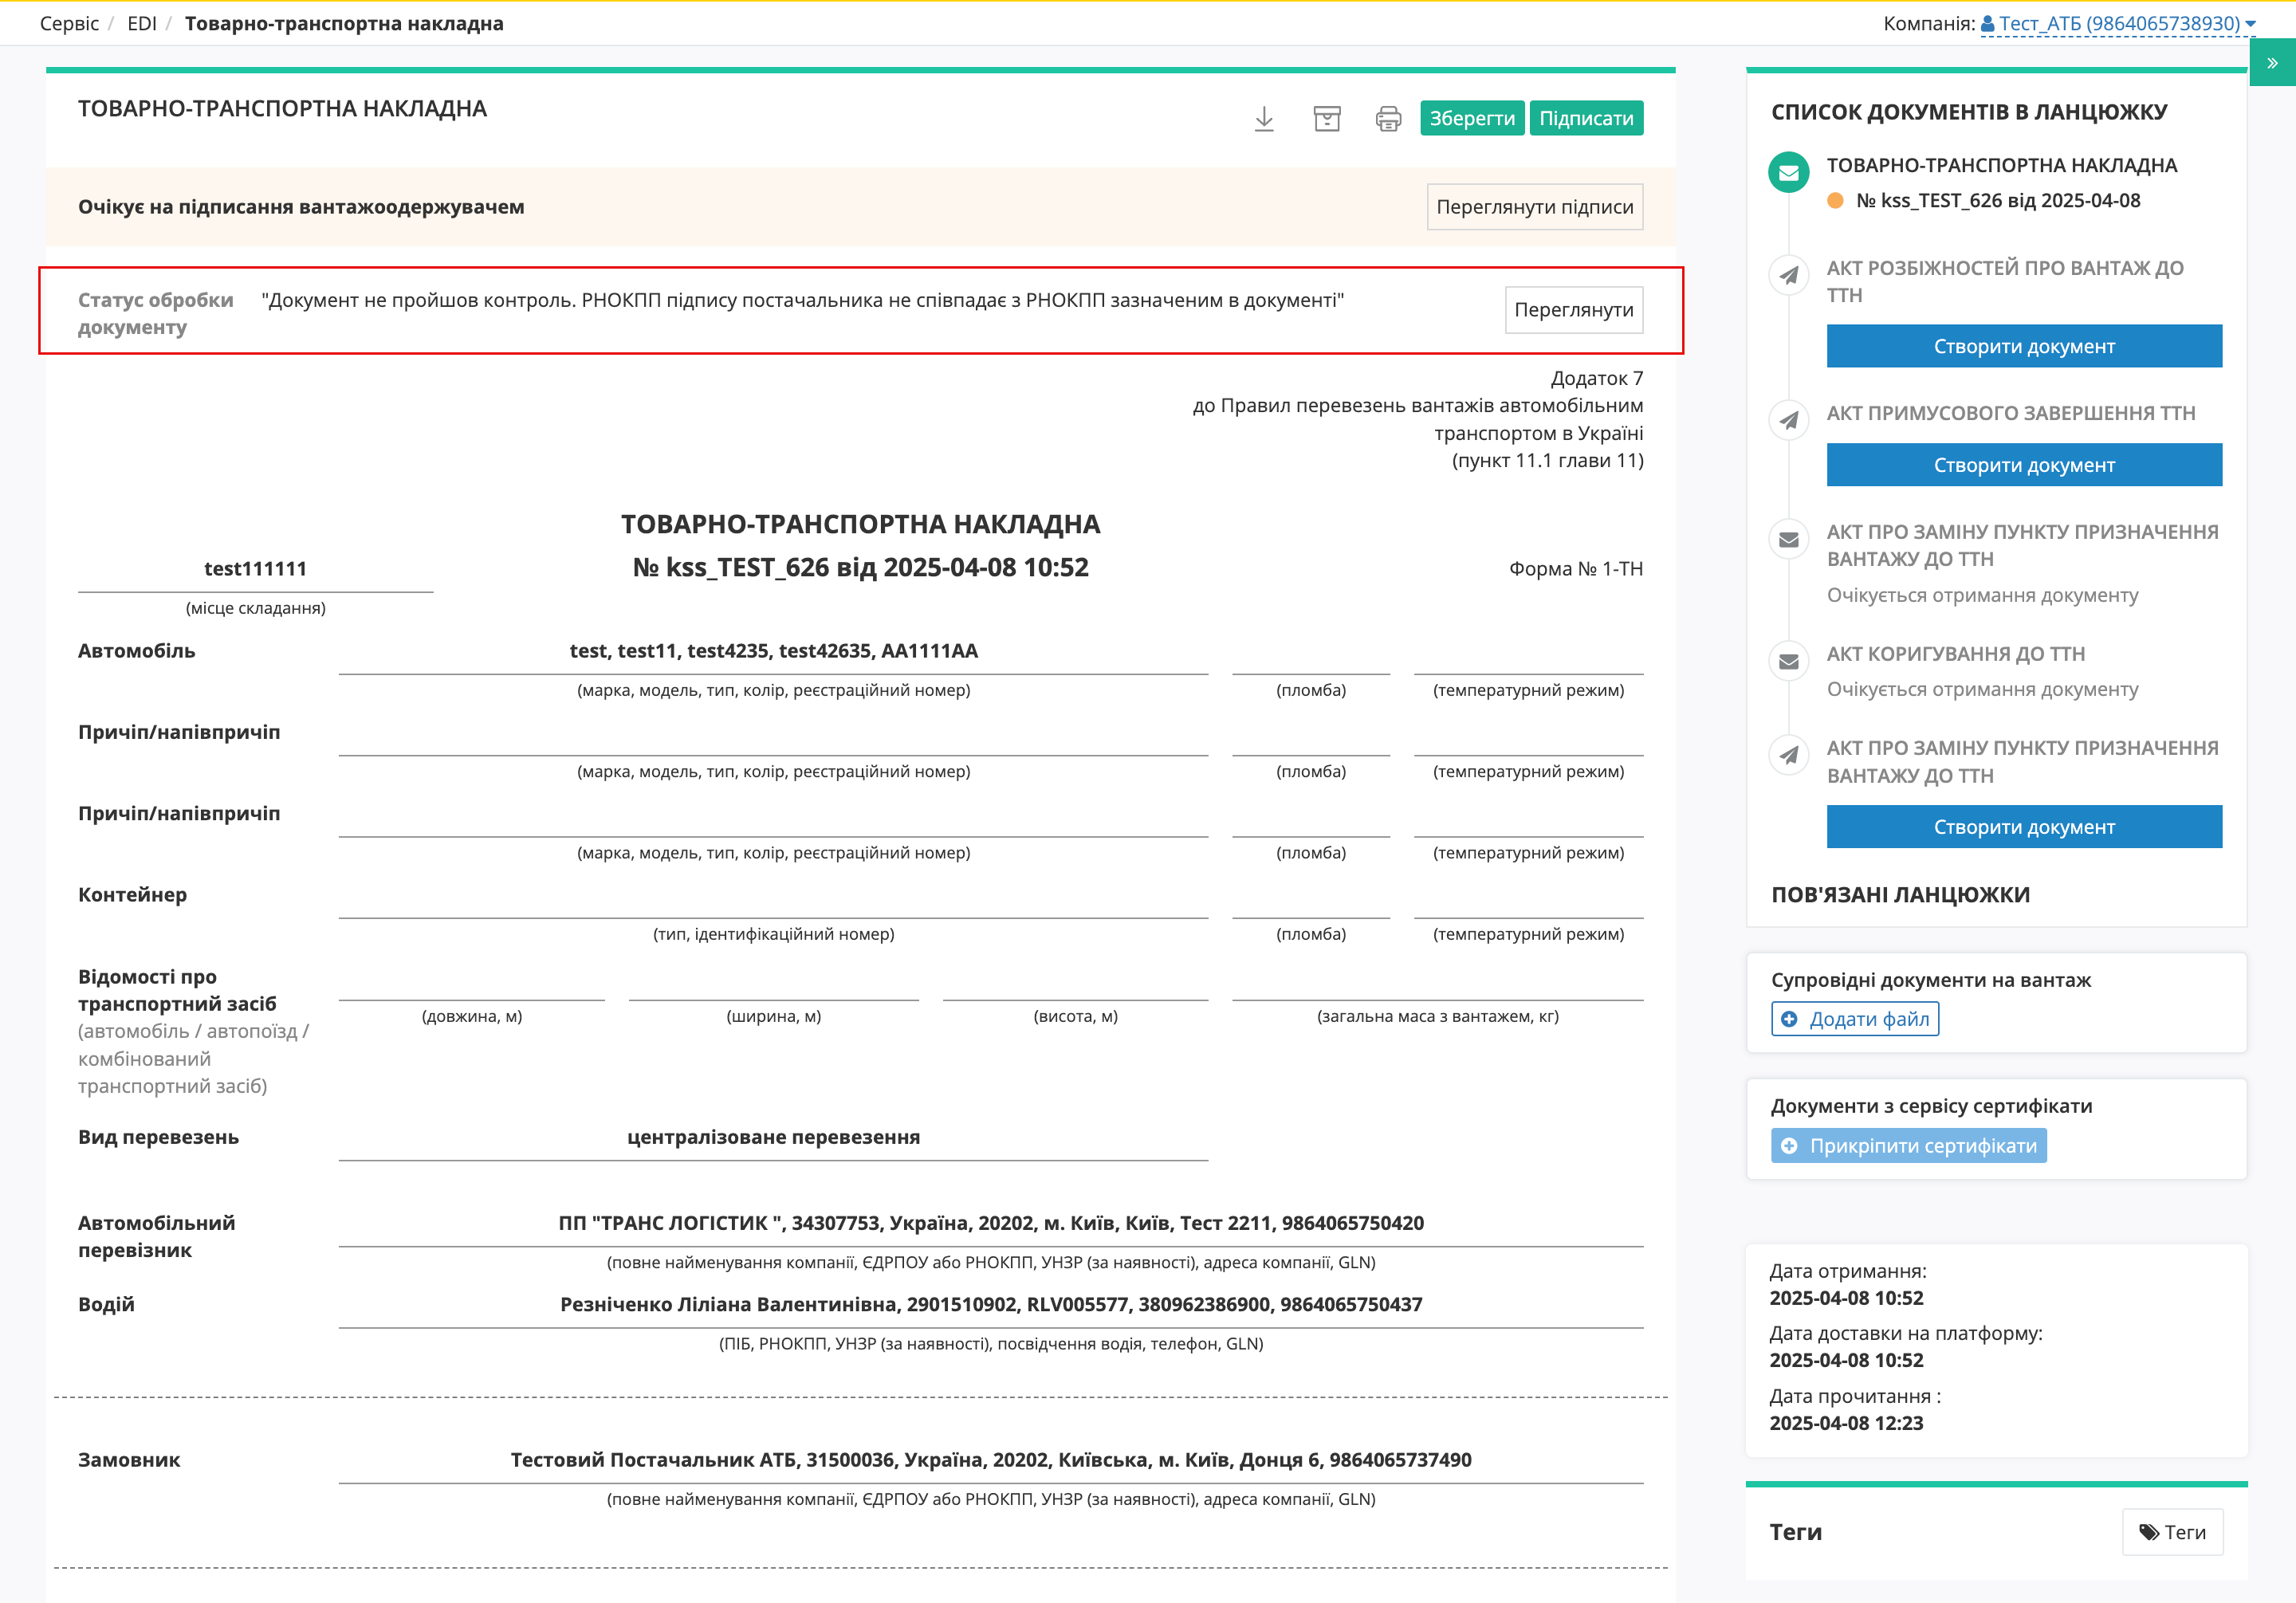 Сервіс / EDI / Товарно-транспортна накладна
Компанія: Тест_АТБ (9864065738930)
»
ТОВАРНО-ТРАНСПОРТНА НАКЛАДНА
Зберегти Підписати
Очікує на підписання вантажоодержувачем
Переглянути підписи
Статус обробки
документу
"Документ не пройшов контроль. РНОКПП підпису постачальника не співпадає з РНОКПП зазначеним в документі"
Переглянути
Додаток 7
до Правил перевезень вантажів автомобільним
транспортом в Україні
(пункт 11.1 глави 11)
ТОВАРНО-ТРАНСПОРТНА НАКЛАДНА
№ kss_TEST_626 від 2025-04-08 10:52
test111111
(місце складання)
Форма № 1-ТН
Автомобіль
test, test11, test4235, test42635, AA1111AA
(марка, модель, тип, колір, реєстраційний номер) (пломба) (температурний режим)
Причіп/напівпричіп
(марка, модель, тип, колір, реєстраційний номер) (пломба) (температурний режим)
Причіп/напівпричіп
(марка, модель, тип, колір, реєстраційний номер) (пломба) (температурний режим)
Контейнер
(тип, ідентифікаційний номер) (пломба) (температурний режим)
Відомості про
транспортний засіб
(автомобіль / автопоїзд /
комбінований
транспортний засіб)
(довжина, м) (ширина, м) (висота, м) (загальна маса з вантажем, кг)
Вид перевезень
централізоване перевезення
Автомобільний
перевізник
ПП "ТРАНС ЛОГІСТИК ", 34307753, Україна, 20202, м. Київ, Київ, Тест 2211, 9864065750420
(повне найменування компанії, ЄДРПОУ або РНОКПП, УНЗР (за наявності), адреса компанії, GLN)
Водій
Резніченко Ліліана Валентинівна, 2901510902, RLV005577, 380962386900, 9864065750437
(ПІБ, РНОКПП, УНЗР (за наявності), посвідчення водія, телефон, GLN)
Замовник
Тестовий Постачальник АТБ, 31500036, Україна, 20202, Київська, м. Київ, Донця 6, 9864065737490
(повне найменування компанії, ЄДРПОУ або РНОКПП, УНЗР (за наявності), адреса компанії, GLN)
СПИСОК ДОКУМЕНТІВ В ЛАНЦЮЖКУ
ТОВАРНО-ТРАНСПОРТНА НАКЛАДНА
№ kss_TEST_626 від 2025-04-08
АКТ РОЗБІЖНОСТЕЙ ПРО ВАНТАЖ ДО
ТТН
Створити документ
АКТ ПРИМУСОВОГО ЗАВЕРШЕННЯ ТТН
Створити документ
АКТ ПРО ЗАМІНУ ПУНКТУ ПРИЗНАЧЕННЯ
ВАНТАЖУ ДО ТТН
Очікується отримання документу
АКТ КОРИГУВАННЯ ДО ТТН
Очікується отримання документу
АКТ ПРО ЗАМІНУ ПУНКТУ ПРИЗНАЧЕННЯ
ВАНТАЖУ ДО ТТН
Створити документ
ПОВ'ЯЗАНІ ЛАНЦЮЖКИ
Супровідні документи на вантаж
Додати файл
Документи з сервісу сертифікати
Прикріпити сертифікати
Дата отримання:
2025-04-08 10:52
Дата доставки на платформу:
2025-04-08 10:52
Дата прочитання :
2025-04-08 12:23
Теги
Теги